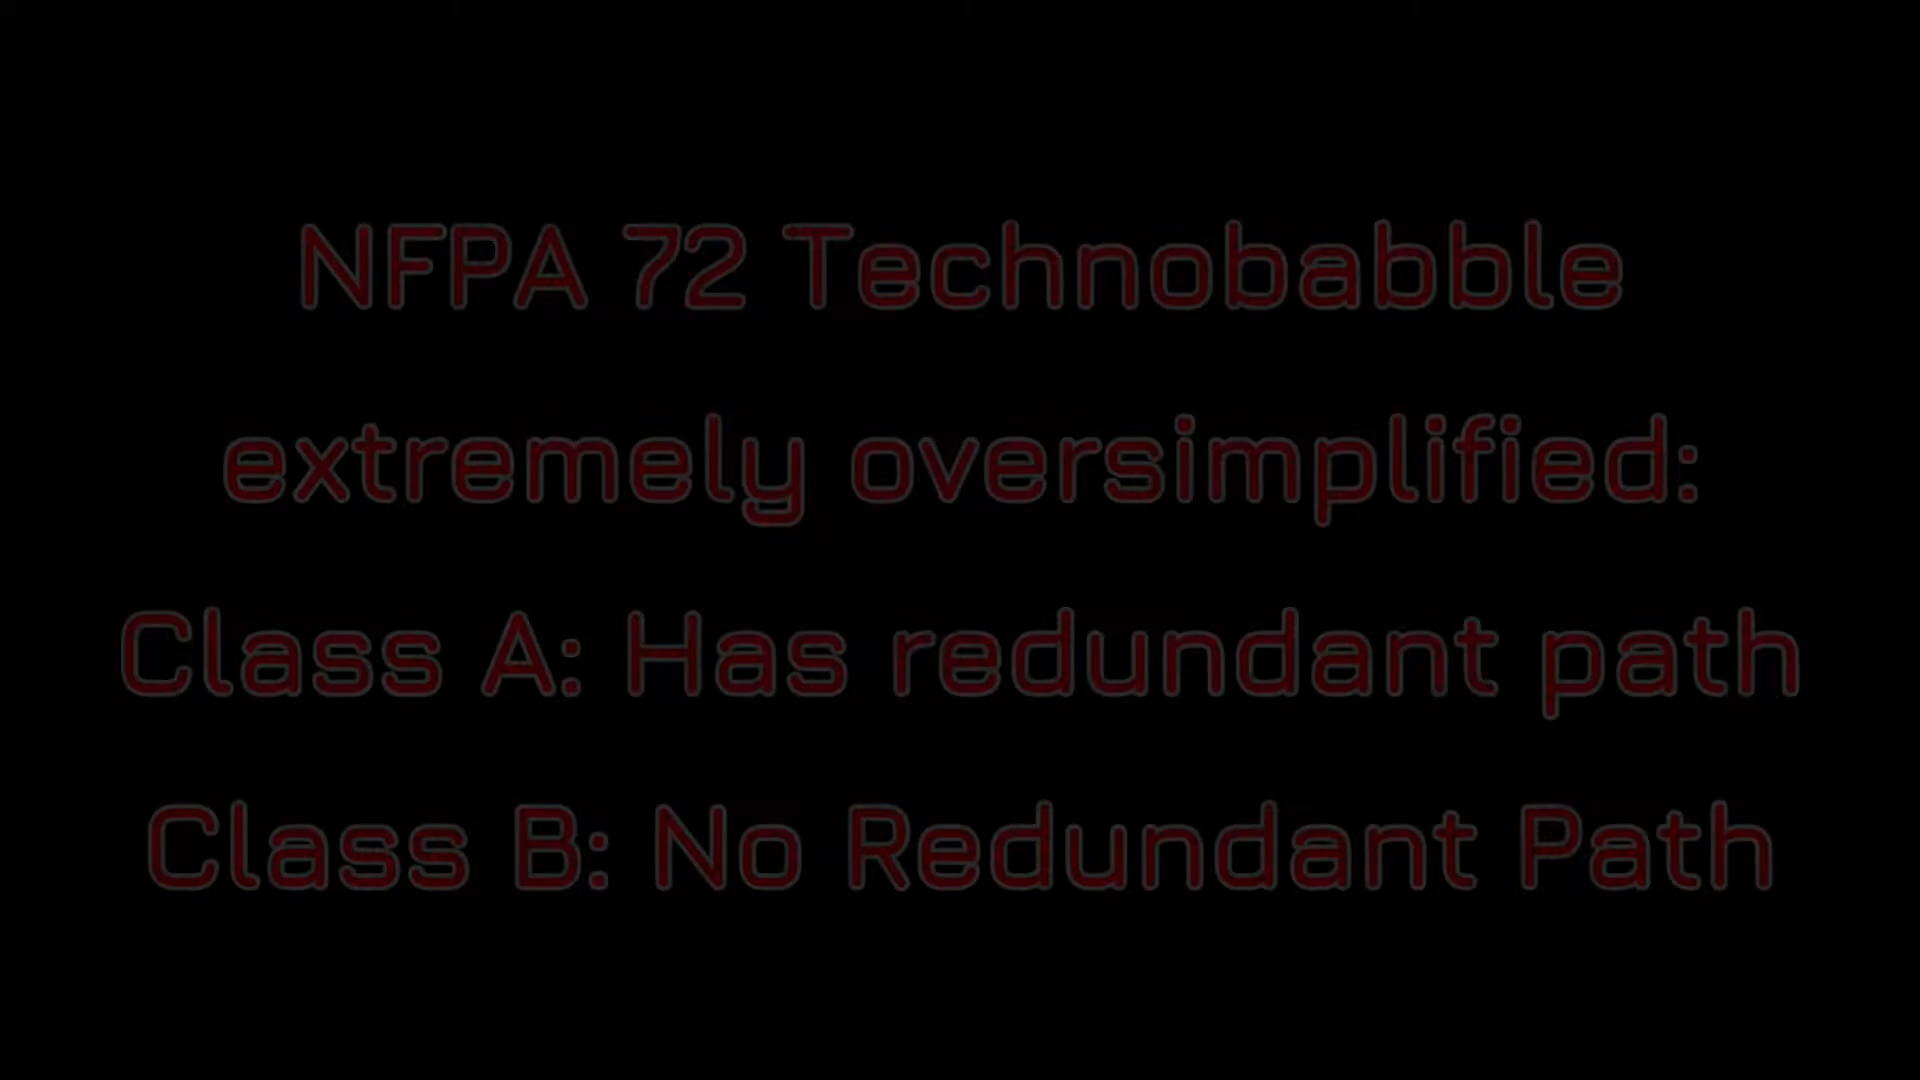 NFPA 72 Technobabble
extremely oversimplified:
Class A: Has redundant path
Class B: No Redundant Path